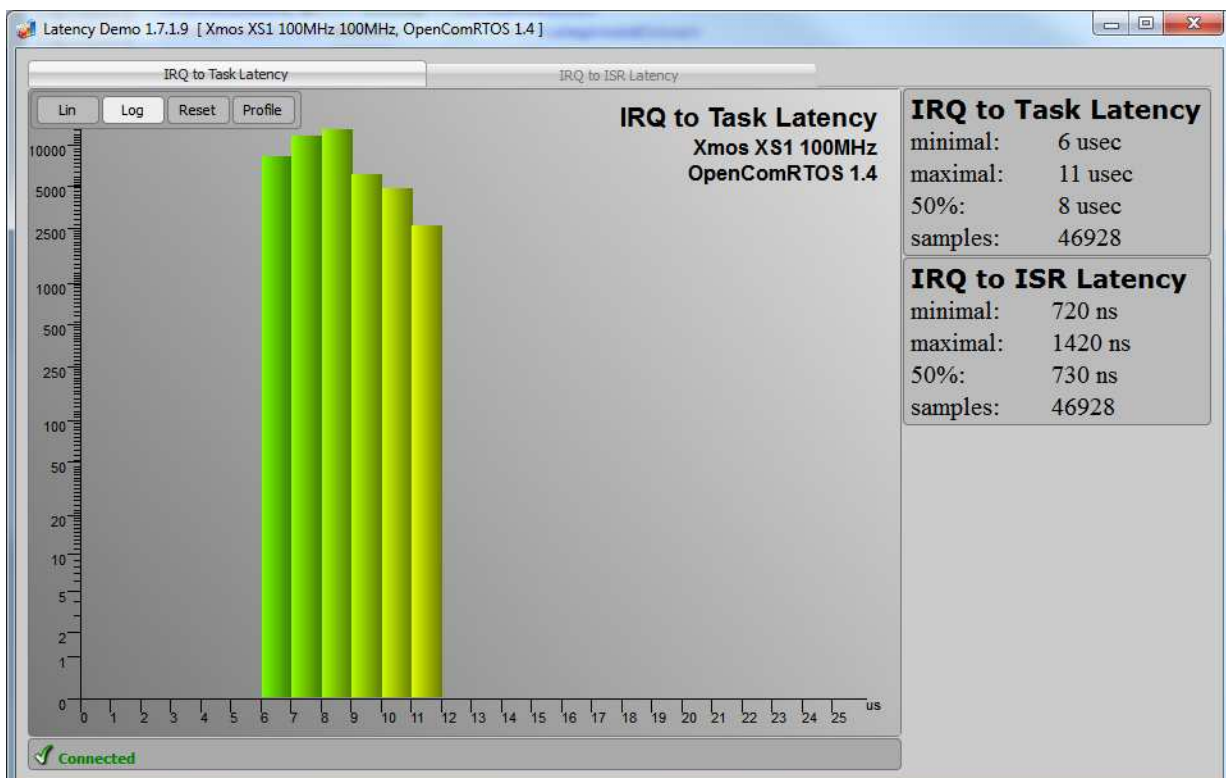 Latency Demo 1.7.1.9 [ Xmos XS1 100MHz 100MHz, OpenComRTOS 1.4 ]
IRQ to Task Latency
IRQ to ISR Latency
Lin
Log
Reset
Profile
IRQ to Task Latency
Xmos XS1 100MHz
OpenComRTOS 1.4
10000
5000
2500
1000
500
250
100
50
20
10
5
2
1
0
0 1 2 3 4 5 6 7 8 9 10 11 12 13 14 15 16 17 18 19 20 21 22 23 24 25 us
IRQ to Task Latency
minimal: 6 usec
maximal: 11 usec
50%: 8 usec
samples: 46928
IRQ to ISR Latency
minimal: 720 ns
maximal: 1420 ns
50%: 730 ns
samples: 46928
Connected